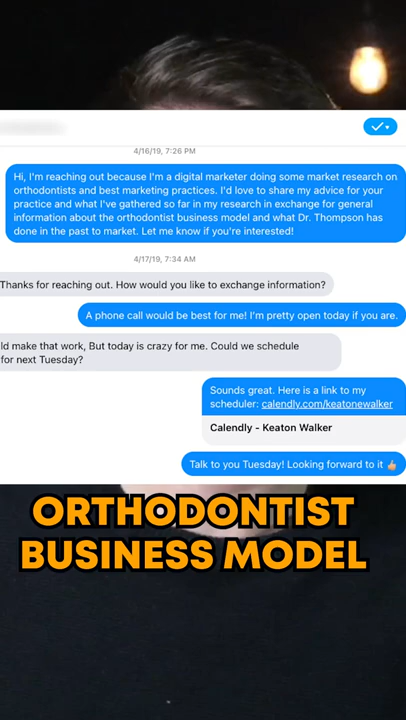 4/16/19, 7:26 PM
Hi, I'm reaching out because I'm a digital marketer doing some market research on
orthodontists and best marketing practices. I'd love to share my advice for your
practice and what I've gathered so far in my research in exchange for general
information about the orthodontist business model and what Dr. Thompson has
done in the past to market. Let me know if you're interested!
4/17/19, 7:34 AM
Thanks for reaching out. How would you like to exchange information?
A phone call would be best for me! I'm pretty open today if you are.
ld make that work, But today is crazy for me. Could we schedule
for next Tuesday?
Sounds great. Here is a link to my
scheduler: calendly.com/keatonewalker
Calendly - Keaton Walker
Talk to you Tuesday! Looking forward to it 👍🏼
ORTHODONTIST
BUSINESS MODEL